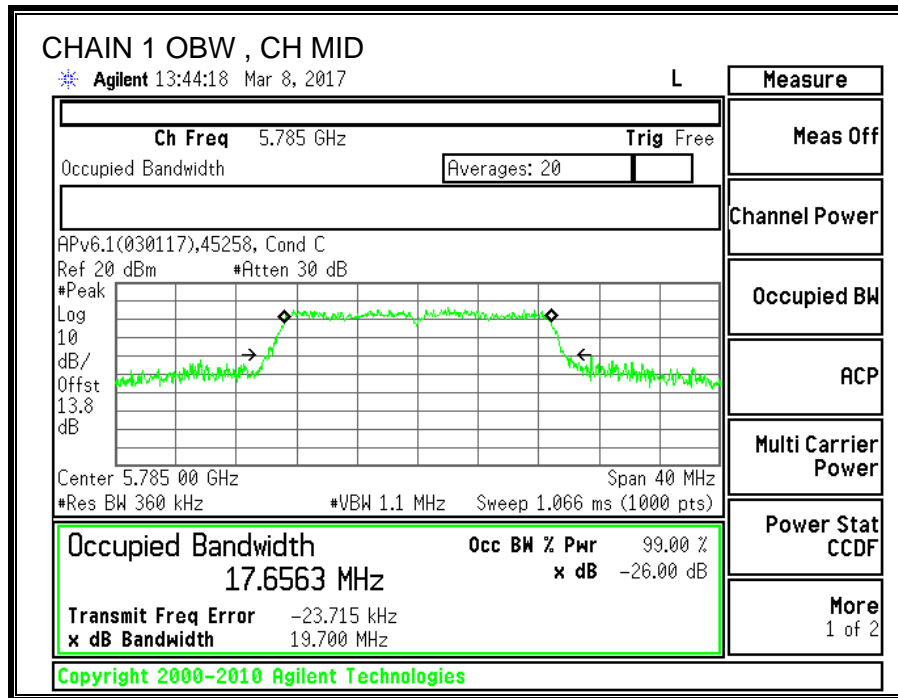 CHAIN 1 OBW , CH MID
Agilent 13:44:18 Mar 8, 2017 L
Measure
Ch Freq 5.785 GHz Trig Free
Meas Off
Occupied Bandwidth Averages: 20
Channel Power
APv6.1(030117),45258, Cond C
Ref 20 dBm #Atten 30 dB
#Peak
Log
10
dB/
Offst
13.8
dB
Occupied BW
ACP
Multi Carrier
Power
Center 5.785 00 GHz Span 40 MHz
#Res BW 360 kHz #VBW 1.1 MHz Sweep 1.066 ms (1000 pts)
Power Stat
CCDF
Occupied Bandwidth Occ BW % Pwr 99.00 %
17.6563 MHz x dB -26.00 dB
Transmit Freq Error -23.715 kHz
x dB Bandwidth 19.700 MHz
More
1 of 2
Copyright 2000-2010 Agilent Technologies